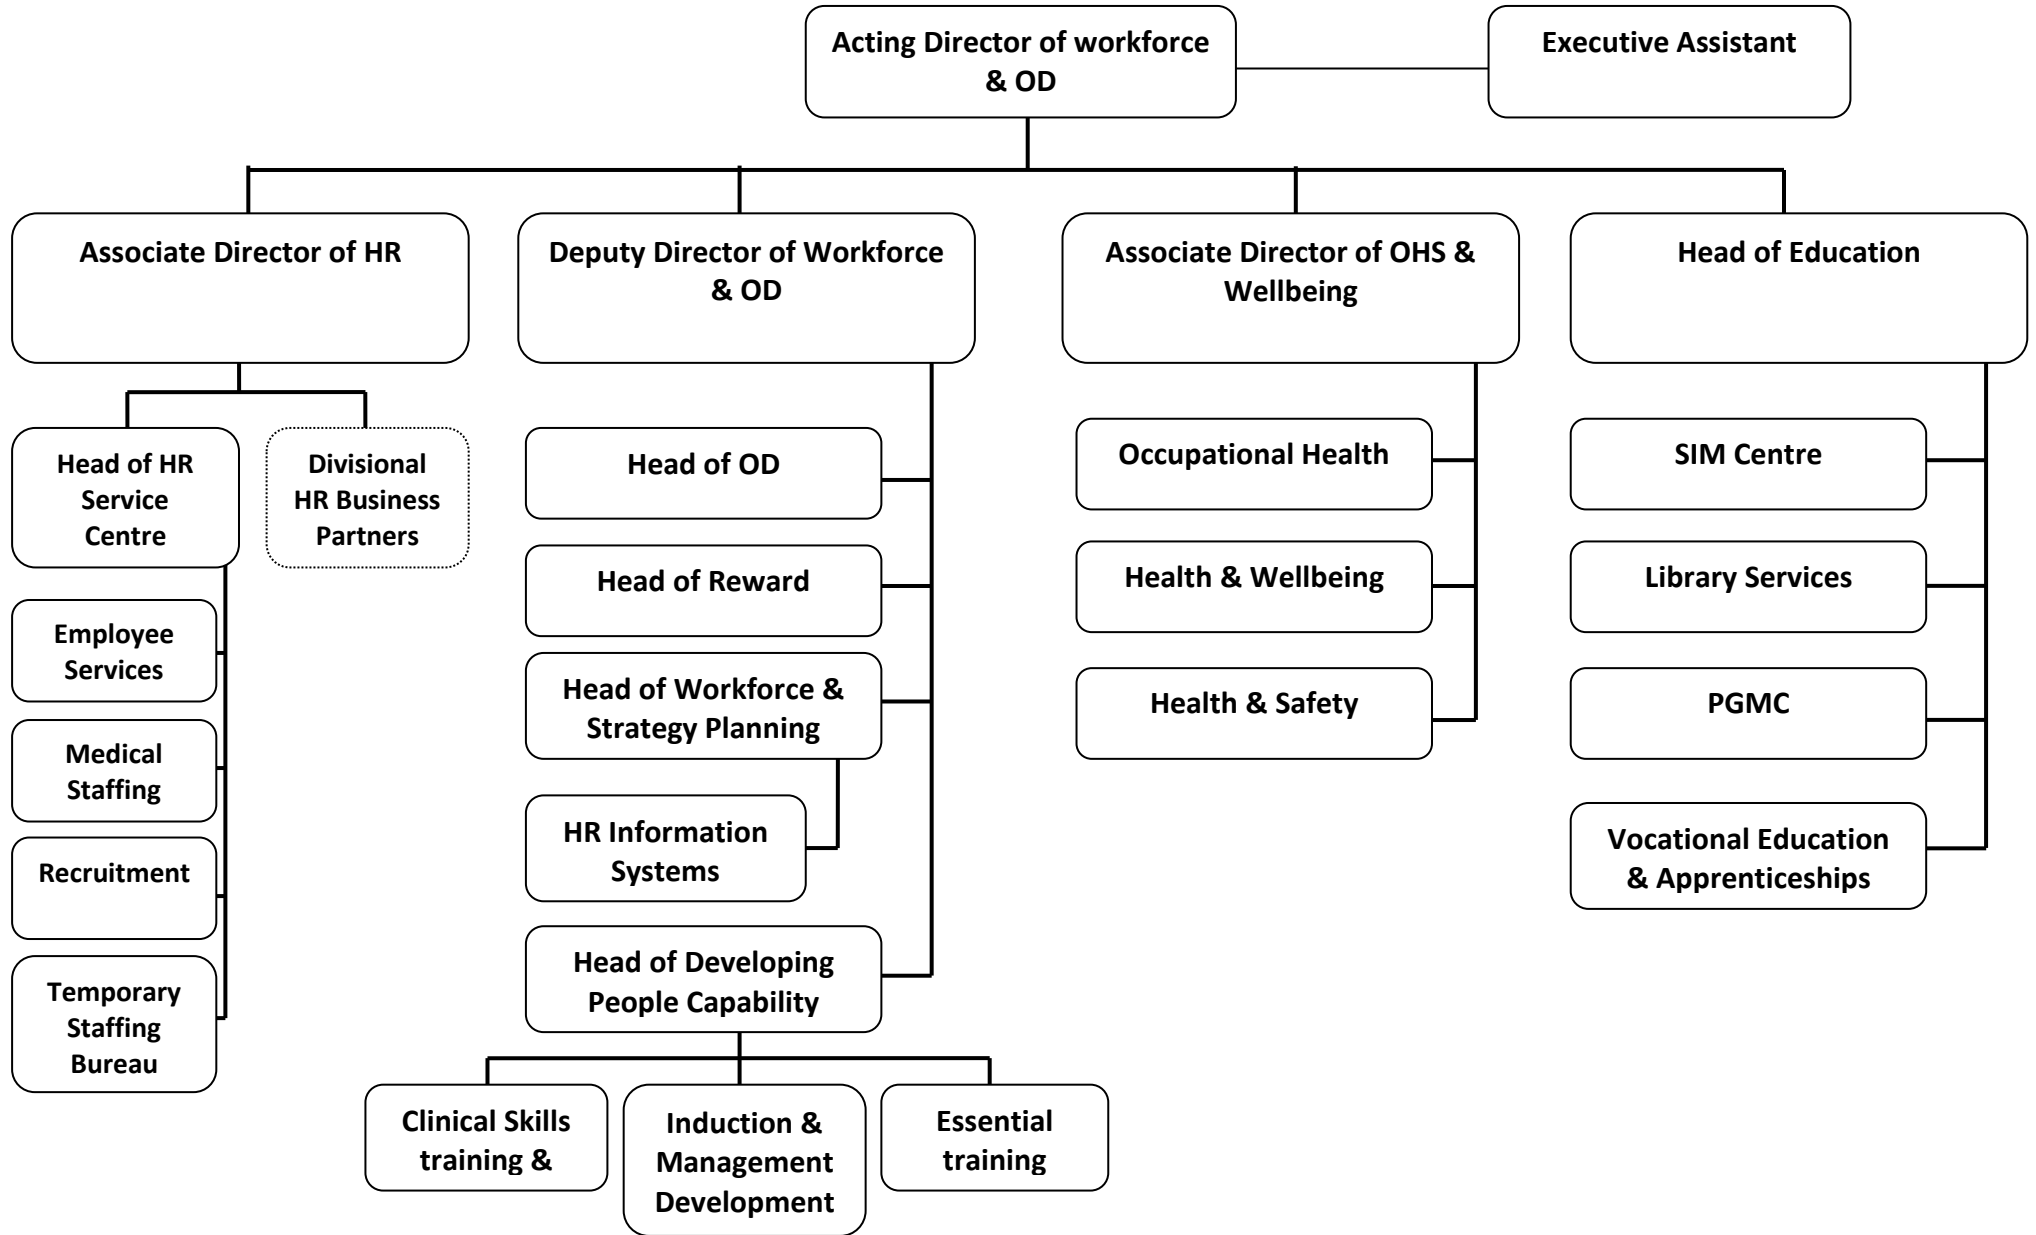 Acting Director of workforce
& OD
Executive Assistant
Associate Director of HR
Deputy Director of Workforce
& OD
Associate Director of OHS &
Wellbeing
Head of Education
Head of HR
Service
Centre
Divisional
HR Business
Partners
Employee
Services
Medical
Staffing
Recruitment
Temporary
Staffing
Bureau
Head of OD
Head of Reward
Head of Workforce &
Strategy Planning
HR Information
Systems
Head of Developing
People Capability
Clinical Skills
training &
Induction &
Management
Development
Essential
training
Occupational Health
Health & Wellbeing
Health & Safety
SIM Centre
Library Services
PGMC
Vocational Education
& Apprenticeships